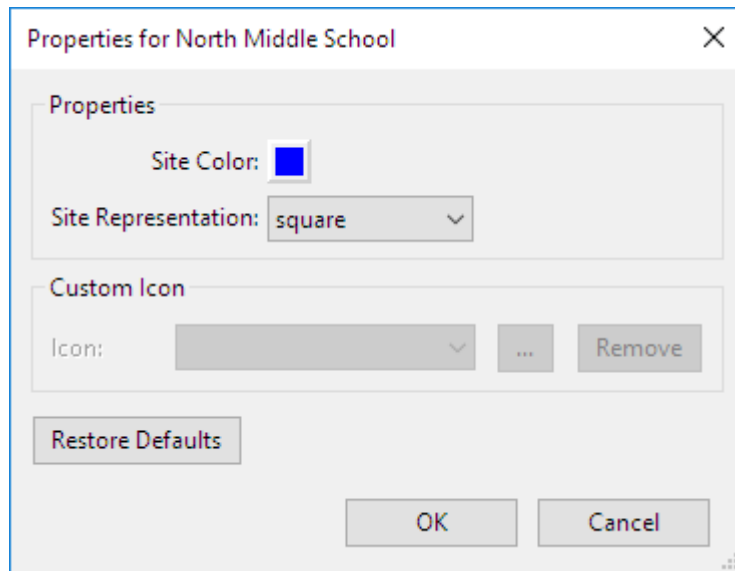 Properties for North Middle School
Properties
Site Color:
Site Representation: square
Custom Icon
Icon: ... Remove
Restore Defaults
OK Cancel